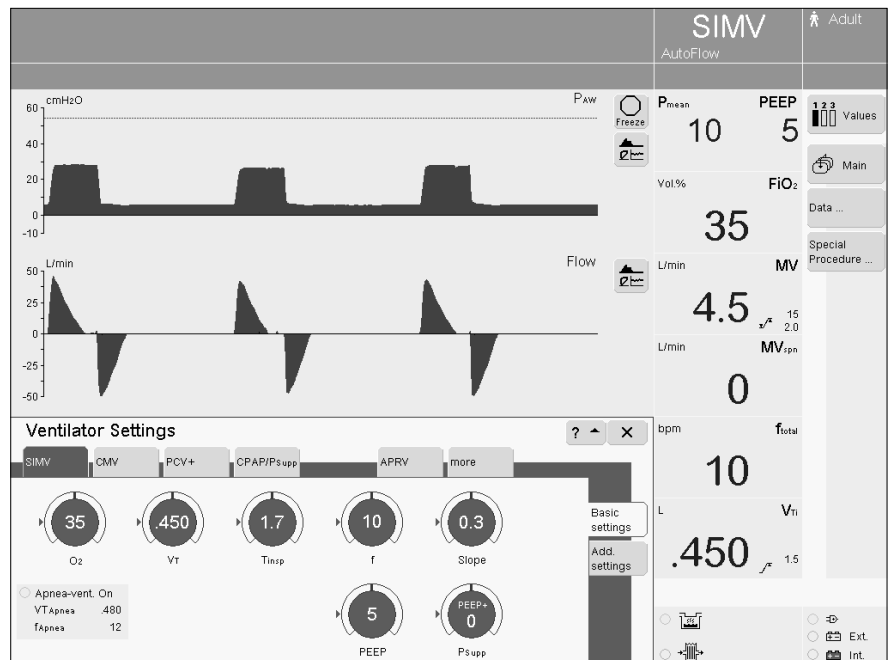 SIMV
AutoFlow
Adult
cmH2O
PAW
60
40
20
0
-10
Freeze
L/min
Flow
50
25
0
-25
-50
Pmean PEEP
10 5
Vol.% FiO2
35
L/min MV
4.5 15
2.0
L/min MVspn
0
bpm ftotal
10
L VTi
.450 1.5
1 2 3
Values
Main
Data ...
Special
Procedure ...
Ventilator Settings
? X
SIMV CMV PCV+ CPAP/Psupp APRV more
35 .450 1.7 10 0.3
O2 VT Tinsp f Slope
Basic
settings
Add.
settings
Apnea-vent. On
VTApnea .480
fApnea 12
5
PEEP
PEEP+
0
Psupp
Ext.
Int.